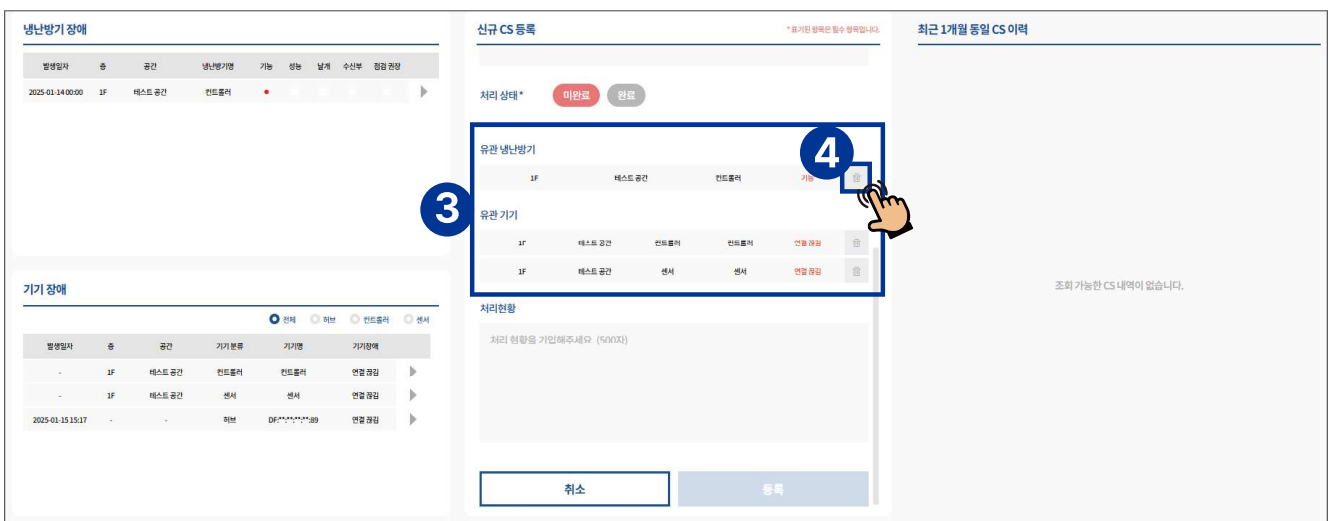 냉난방기 장애
발생일자 층 공간 냉난방기명 기능 성능 날개 수신부 점검 권장
2025-01-14 00:00 1F 테스트 공간 컨트롤러
기기 장애
전체 허브 컨트롤러 센서
발생일자 층 공간 기기 분류 기기명 기기장애
- 1F 테스트 공간 컨트롤러 컨트롤러 연결 끊김
- 1F 테스트 공간 센서 센서 연결 끊김
2025-01-15 15:17 - - 허브 DF:**:**:**:**:89 연결 끊김
신규 CS 등록
* 표기된 항목은 필수 항목입니다.
처리 상태 *
미완료 완료
3
4
유관 냉난방기
1F 테스트 공간 컨트롤러 기능
유관 기기
1F 테스트 공간 컨트롤러 컨트롤러 연결 끊김
1F 테스트 공간 센서 센서 연결 끊김
처리현황
처리 현황을 기입해주세요 (500자)
취소 등록
최근 1개월 동일 CS 이력
조회 가능한 CS 내역이 없습니다.